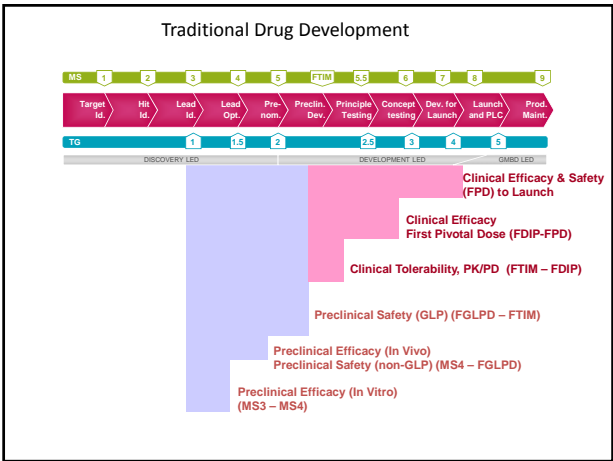 Traditional Drug Development
MS 1 2 3 4 5 FTIM 5.5 6 7 8 9
Target Id. Hit Id. Lead Id. Lead Opt. Pre-nom. Preclin. Dev. Principle Testing Concept testing Dev. for Launch Launch and PLC Prod. Maint.
TG 1 1.5 2 2.5 3 4 5
DISCOVERY LED DEVELOPMENT LED GMBD LED
Clinical Efficacy & Safety
(FPD) to Launch
Clinical Efficacy
First Pivotal Dose (FDIP-FPD)
Clinical Tolerability, PK/PD (FTIM – FDIP)
Preclinical Safety (GLP) (FGLPD – FTIM)
Preclinical Efficacy (In Vivo)
Preclinical Safety (non-GLP) (MS4 – FGLPD)
Preclinical Efficacy (In Vitro)
(MS3 – MS4)